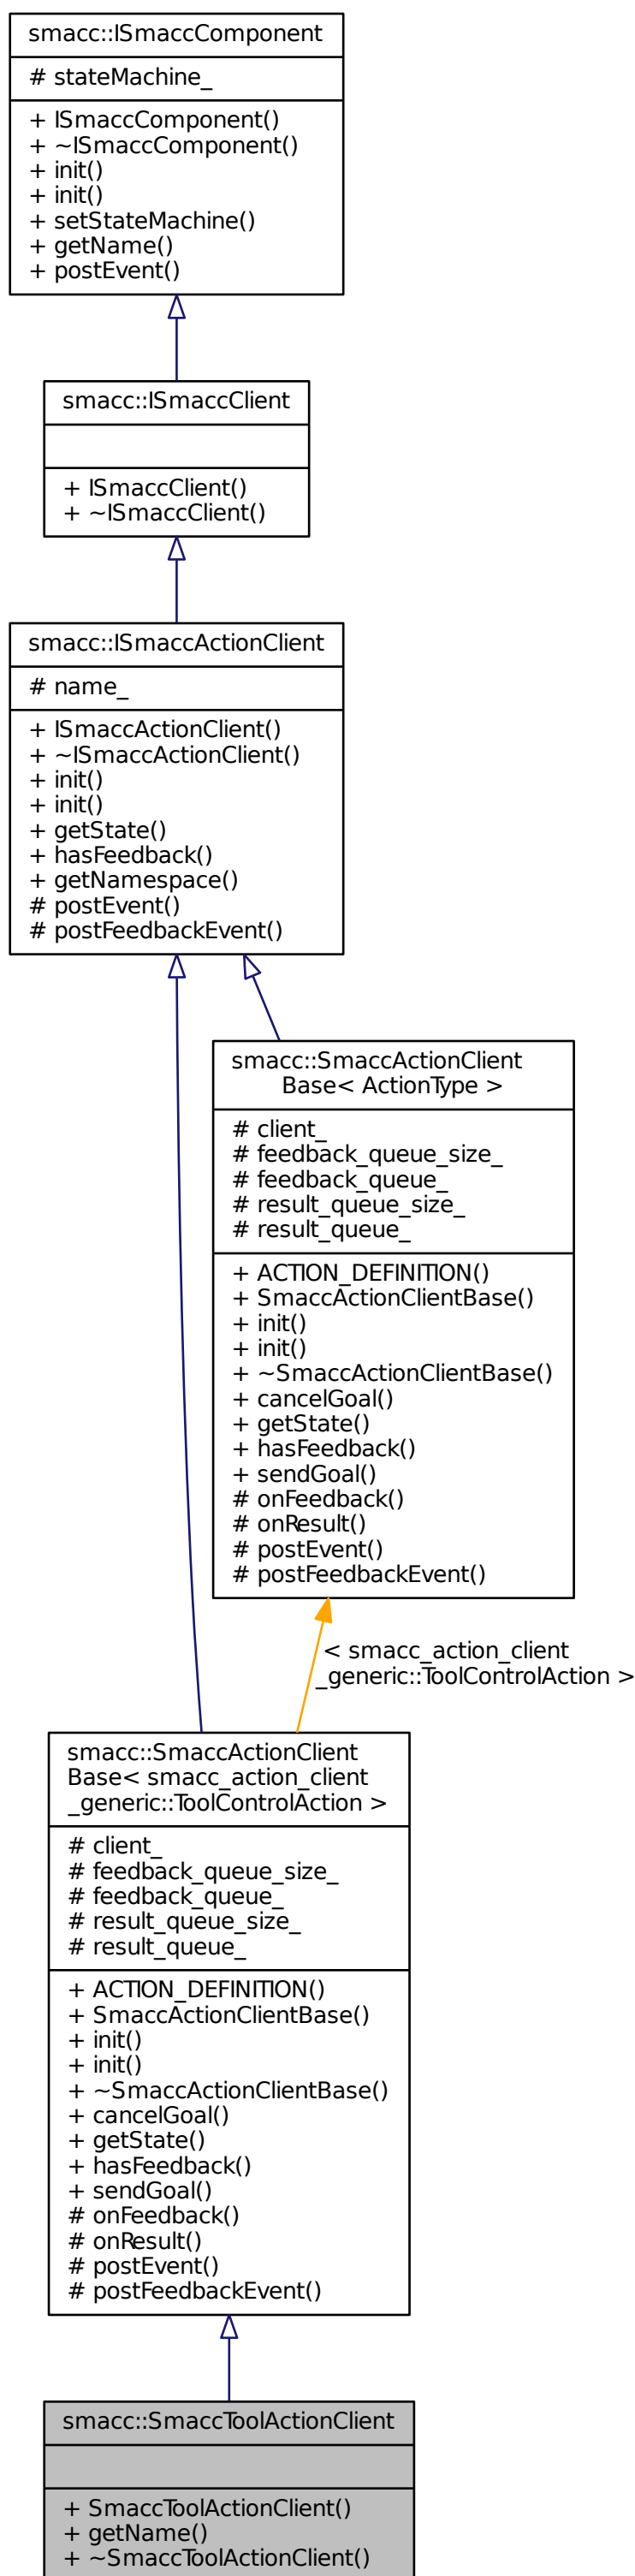 smacc::ISmaccComponent
# stateMachine_
+ ISmaccComponent()
+ ~ISmaccComponent()
+ init()
+ init()
+ setStateMachine()
+ getName()
+ postEvent()
smacc::ISmaccClient
+ ISmaccClient()
+ ~ISmaccClient()
smacc::ISmaccActionClient
# name_
+ ISmaccActionClient()
+ ~ISmaccActionClient()
+ init()
+ init()
+ getState()
+ hasFeedback()
+ getNamespace()
# postEvent()
# postFeedbackEvent()
smacc::SmaccActionClient
Base< ActionType >
# client_
# feedback_queue_size_
# feedback_queue_
# result_queue_size_
# result_queue_
+ ACTION_DEFINITION()
+ SmaccActionClientBase()
+ init()
+ init()
+ ~SmaccActionClientBase()
+ cancelGoal()
+ getState()
+ hasFeedback()
+ sendGoal()
# onFeedback()
# onResult()
# postEvent()
# postFeedbackEvent()
< smacc_action_client
_generic::ToolControlAction >
smacc::SmaccActionClient
Base< smacc_action_client
_generic::ToolControlAction >
# client_
# feedback_queue_size_
# feedback_queue_
# result_queue_size_
# result_queue_
+ ACTION_DEFINITION()
+ SmaccActionClientBase()
+ init()
+ init()
+ ~SmaccActionClientBase()
+ cancelGoal()
+ getState()
+ hasFeedback()
+ sendGoal()
# onFeedback()
# onResult()
# postEvent()
# postFeedbackEvent()
smacc::SmaccToolActionClient
+ SmaccToolActionClient()
+ getName()
+ ~SmaccToolActionClient()